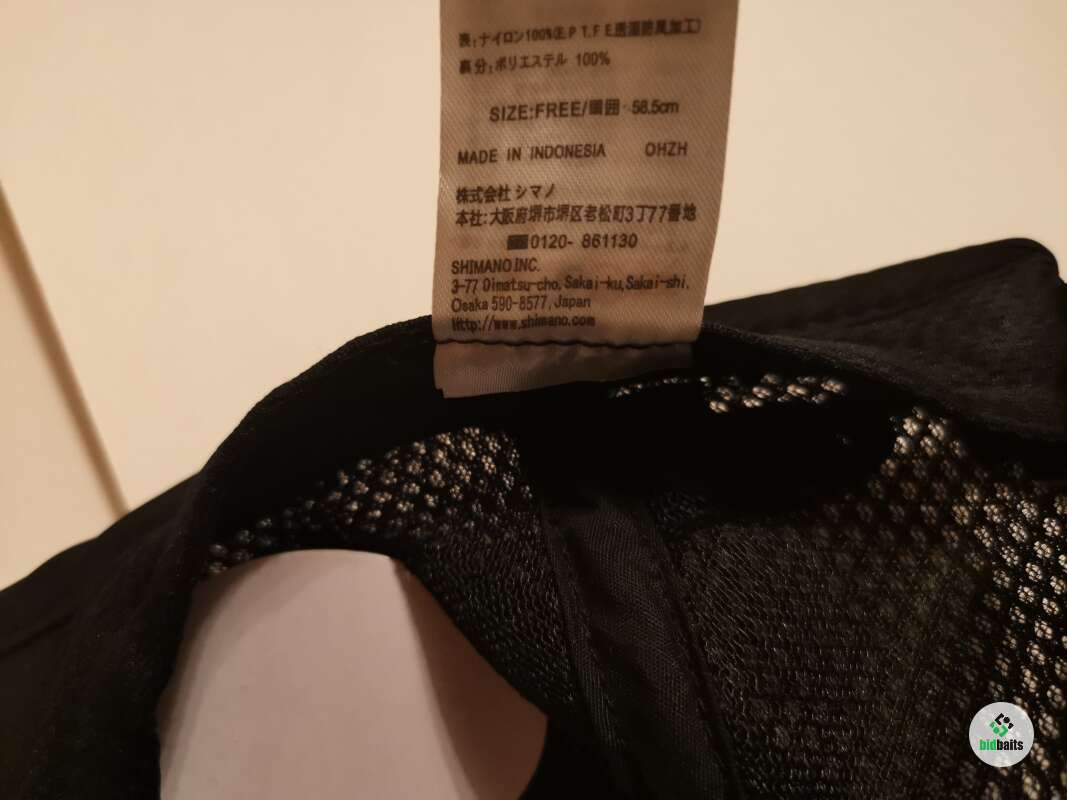 表:ナイロン100%(E.P T.F E透湿防風加工)
裏分:ポリエステル 100%
SIZE:FREE/周囲 58.5cm
MADE IN INDONESIA OHZH
株式会社 シマノ
本社:大阪府堺市堺区老松町3丁77番地
0120- 861130
SHIMANO INC.
3-77 Oimatsu-cho, Sakai-ku, Sakai-shi,
Osaka 590-8577, Japan
http://www.shimano.com
bidbaits